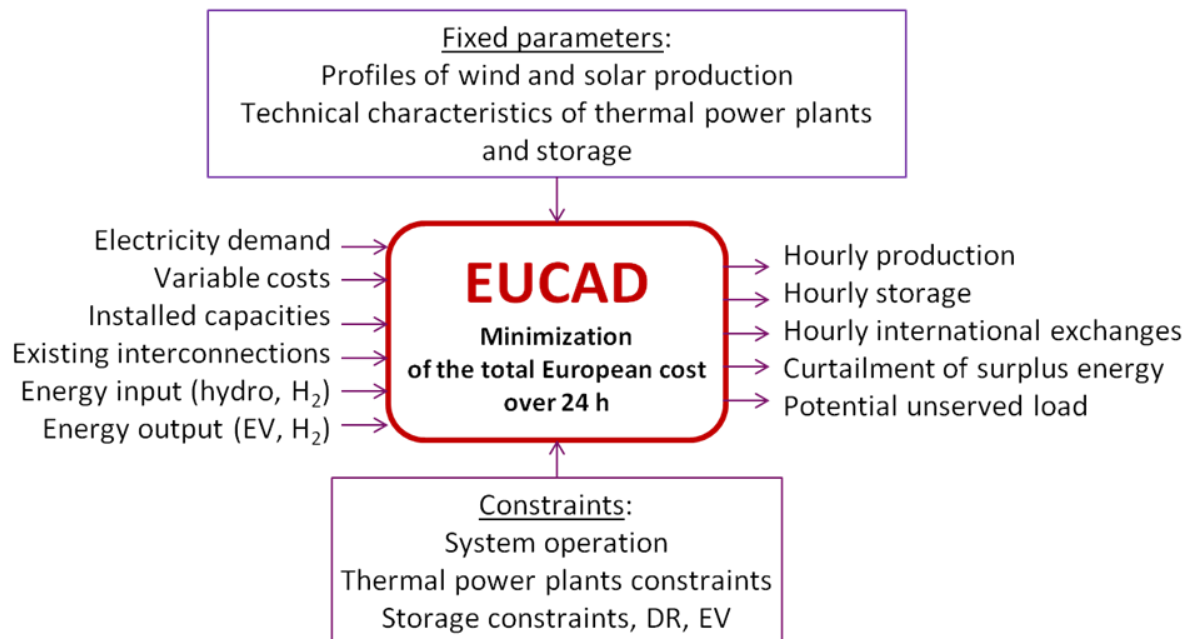 Fixed parameters:
Profiles of wind and solar production
Technical characteristics of thermal power plants
and storage
Electricity demand
Variable costs
Installed capacities
Existing interconnections
Energy input (hydro, H₂)
Energy output (EV, H₂)
EUCAD
Minimization
of the total European cost
over 24 h
Hourly production
Hourly storage
Hourly international exchanges
Curtailment of surplus energy
Potential unserved load
Constraints:
System operation
Thermal power plants constraints
Storage constraints, DR, EV